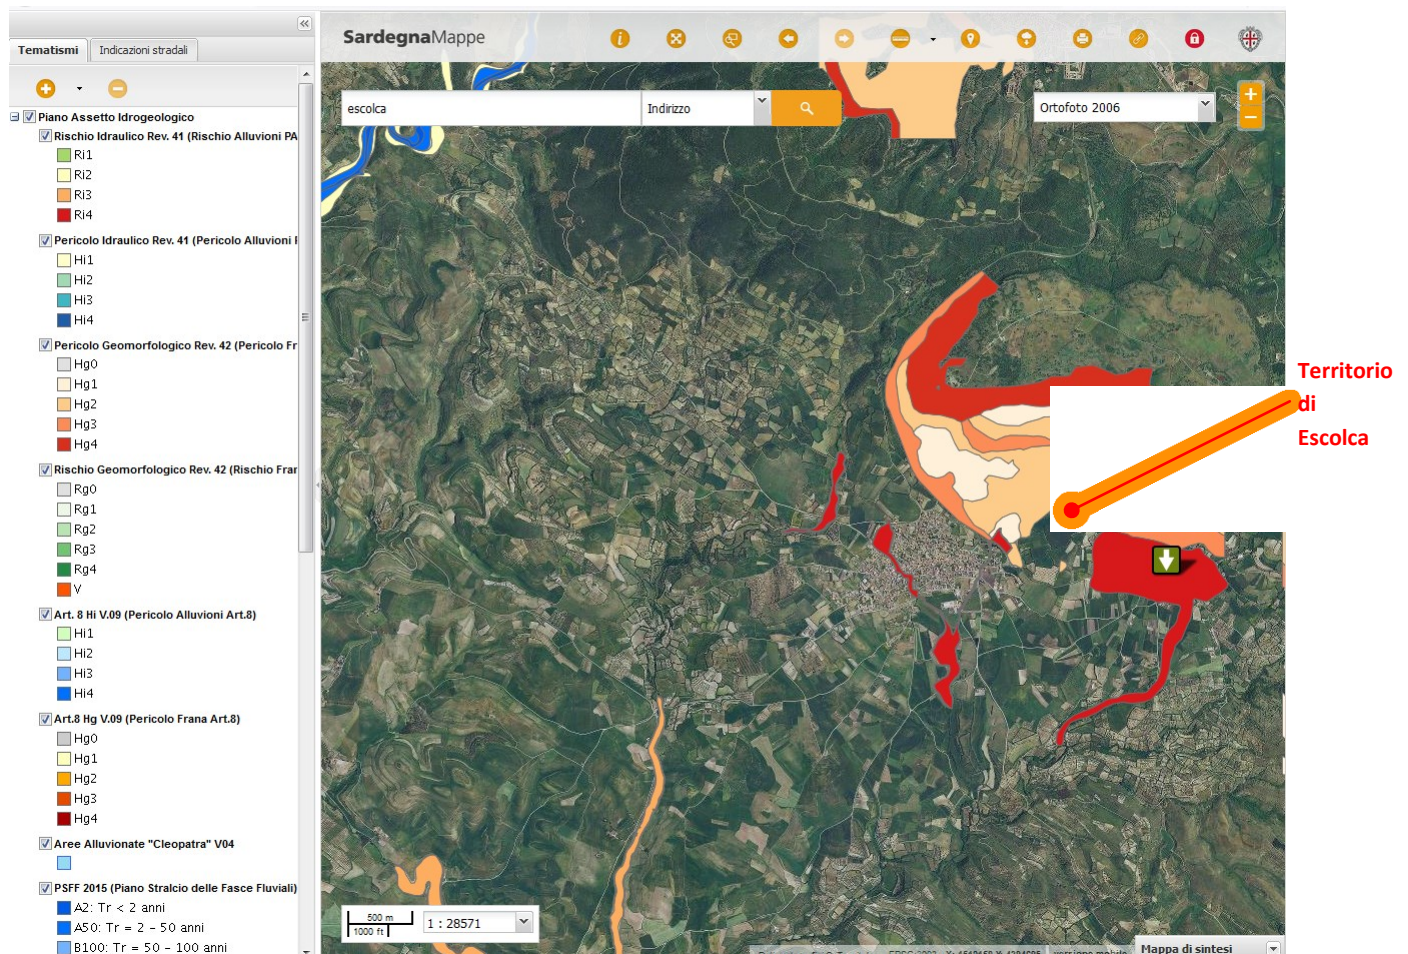 Tematismi
Indicazioni stradali
Piano Assetto Idrogeologico
Rischio Idraulico Rev. 41 (Rischio Alluvioni PA
Ri1
Ri2
Ri3
Ri4
Pericolo Idraulico Rev. 41 (Pericolo Alluvioni
Hi1
Hi2
Hi3
Hi4
Pericolo Geomorfologico Rev. 42 (Pericolo Fr
Hg0
Hg1
Hg2
Hg3
Hg4
Rischio Geomorfologico Rev. 42 (Rischio Fran
Rg0
Rg1
Rg2
Rg3
Rg4
V
Art. 8 Hi V.09 (Pericolo Alluvioni Art.8)
Hi1
Hi2
Hi3
Hi4
Art.8 Hg V.09 (Pericolo Frana Art.8)
Hg0
Hg1
Hg2
Hg3
Hg4
Aree Alluvionate "Cleopatra" V04
PSFF 2015 (Piano Stralcio delle Fasce Fluviali)
A2: Tr < 2 anni
A50: Tr = 2 - 50 anni
B100: Tr = 50 - 100 anni
SardegnaMappe
escolca
Indirizzo
Ortofoto 2006
+
−
Territorio
di
Escolca
500 m
1000 ft
1 : 28571
Mappa di sintesi